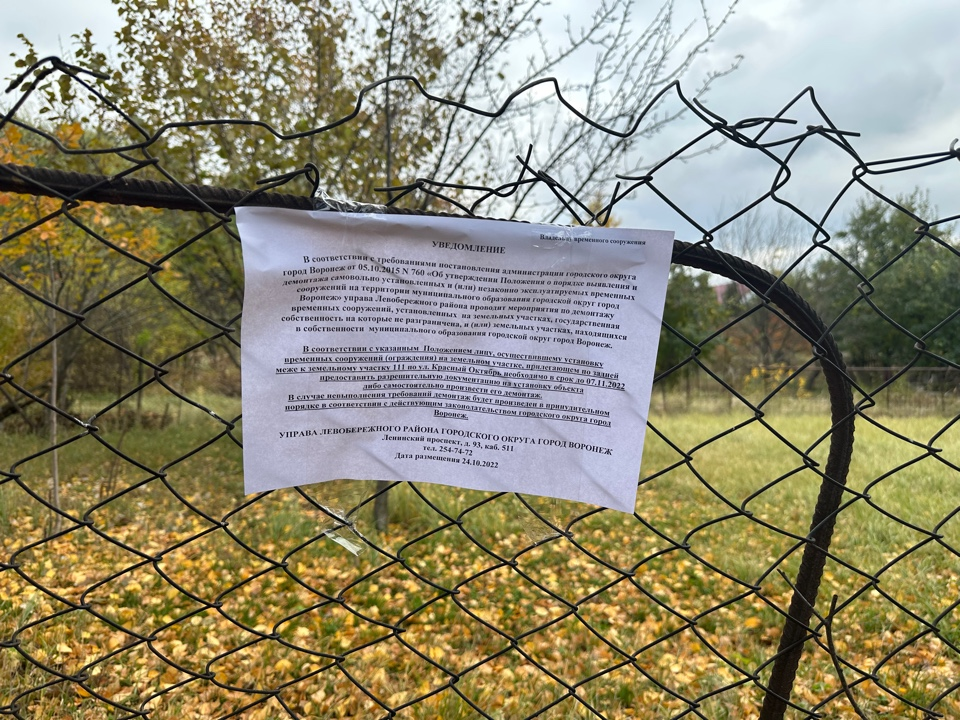 Владельцу временного сооружения
УВЕДОМЛЕНИЕ
В соответствии с требованиями постановления администрации городского округа
город Воронеж от 05.10.2015 N 760 «Об утверждении Положения о порядке выявления и
демонтажа самовольно установленных и (или) незаконно эксплуатируемых временных
сооружений на территории муниципального образования городской округ город
Воронеж» управа Левобережного района проводит мероприятия по демонтажу
временных сооружений, установленных на земельных участках, государственная
собственность на которые не разграничена, и (или) земельных участках, находящихся
в собственности муниципального образования городской округ город Воронеж.
В соответствии с указанным Положением лицу, осуществившему установку
временных сооружений (ограждения) на земельном участке, прилегающем по задней
меже к земельному участку 111 по ул. Красный Октябрь необходимо в срок до 07.11.2022
предоставить разрешительную документацию на установку объекта
либо самостоятельно произвести его демонтаж.
В случае невыполнения требований демонтаж будет произведен в принудительном
порядке в соответствии с действующим законодательством городского округа город
Воронеж.
УПРАВА ЛЕВОБЕРЕЖНОГО РАЙОНА ГОРОДСКОГО ОКРУГА ГОРОД ВОРОНЕЖ
Ленинский проспект, д. 93, каб. 511
тел. 254-74-72
Дата размещения 24.10.2022